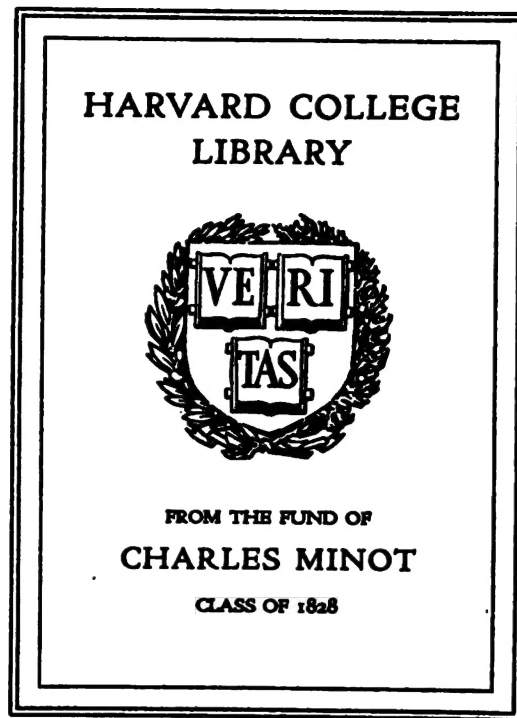 HARVARD COLLEGE
LIBRARY
VE RI
TAS
FROM THE FUND OF
CHARLES MINOT
CLASS OF 1828